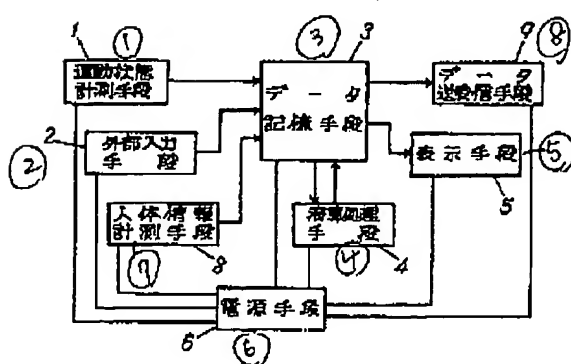 1 ① ③ 3 9 ⑧
運動状態
計測手段
データ
記憶手段
データ
送受信手段
2 ②
外部入力
手段
表示手段 ⑤
5
人体情報
計測手段
⑦ 8
演算処理
手段
④ 4
電源手段
6 ⑥